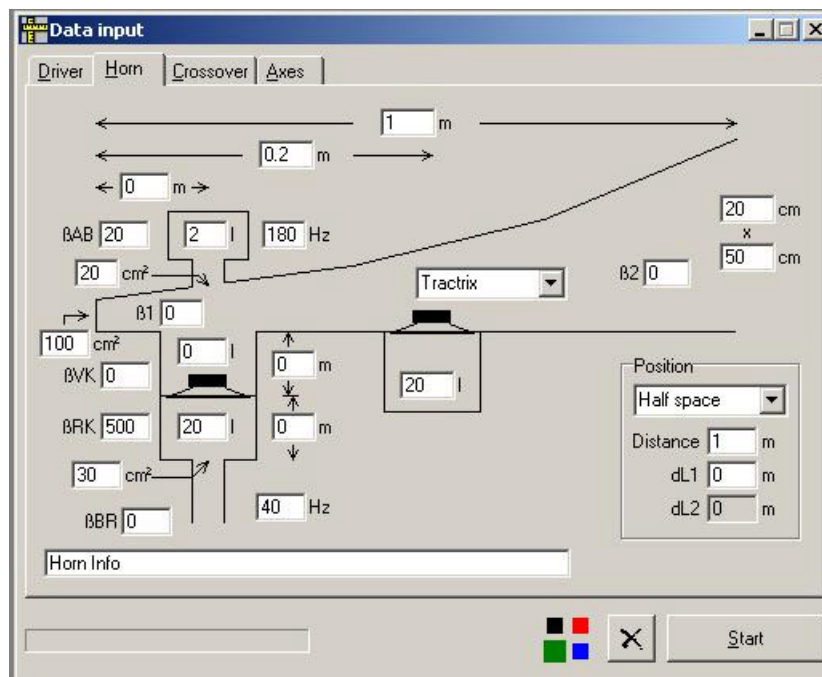 Data input
Driver Horn Crossover Axes
1 m
0.2 m
0 m
ßAB 20 2 l 180 Hz
20 cm
x
50 cm
20 cm²
Tractrix
ß2 0
ß1 0
100 cm²
0 l
0 m
ßVK 0
20 l
Position
Half space
ßRK 500 20 l 0 m
Distance 1 m
30 cm²
dL1 0 m
40 Hz
dL2 0 m
ßBR 0
Horn Info
Start